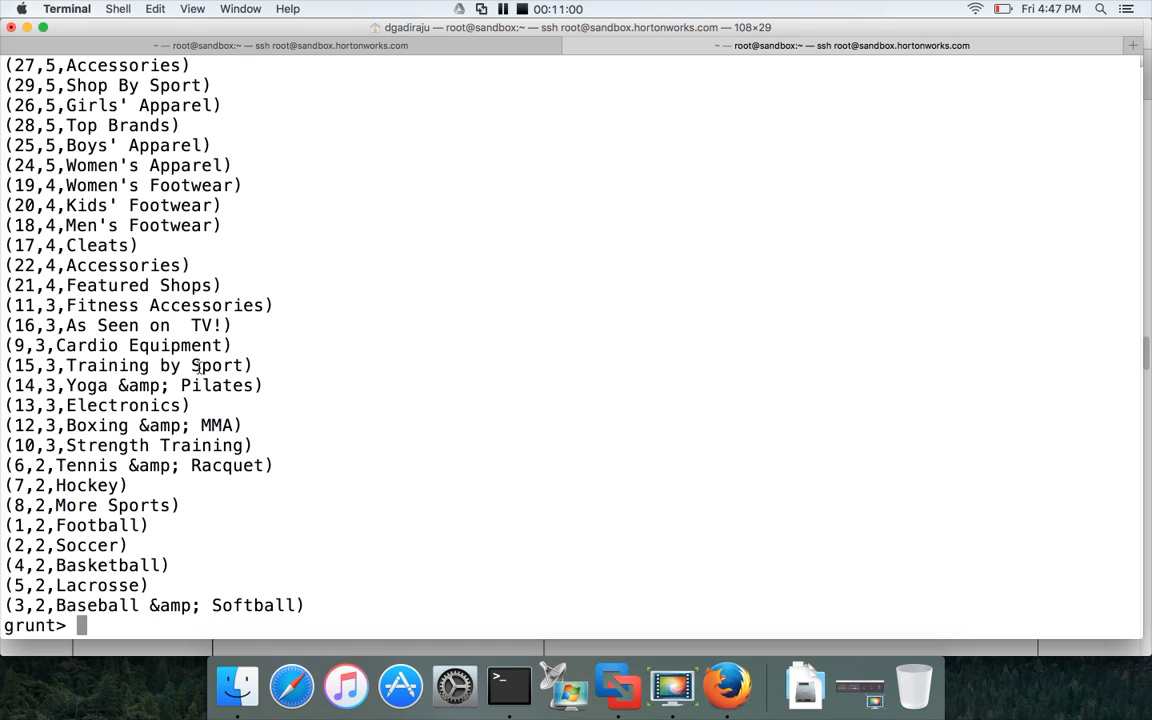 Terminal Shell Edit View Window Help 00:11:00 Fri 4:47 PM
dgadiraju — root@sandbox:~ — ssh root@sandbox.hortonworks.com — 108×29
~ — root@sandbox:~ — ssh root@sandbox.hortonworks.com ~ — root@sandbox:~ — ssh root@sandbox.hortonworks.com
(27,5,Accessories)
(29,5,Shop By Sport)
(26,5,Girls' Apparel)
(28,5,Top Brands)
(25,5,Boys' Apparel)
(24,5,Women's Apparel)
(19,4,Women's Footwear)
(20,4,Kids' Footwear)
(18,4,Men's Footwear)
(17,4,Cleats)
(22,4,Accessories)
(21,4,Featured Shops)
(11,3,Fitness Accessories)
(16,3,As Seen on  TV!)
(9,3,Cardio Equipment)
(15,3,Training by Sport)
(14,3,Yoga &amp; Pilates)
(13,3,Electronics)
(12,3,Boxing &amp; MMA)
(10,3,Strength Training)
(6,2,Tennis &amp; Racquet)
(7,2,Hockey)
(8,2,More Sports)
(1,2,Football)
(2,2,Soccer)
(4,2,Basketball)
(5,2,Lacrosse)
(3,2,Baseball &amp; Softball)
grunt>